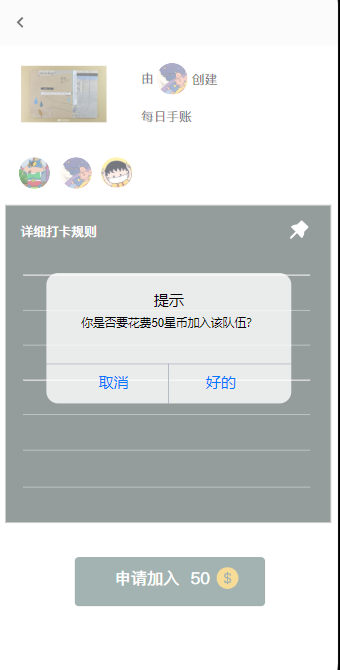 由 创建
每日手账
详细打卡规则
提示
你是否要花费50星币加入该队伍？
取消 好的
申请加入 50 $